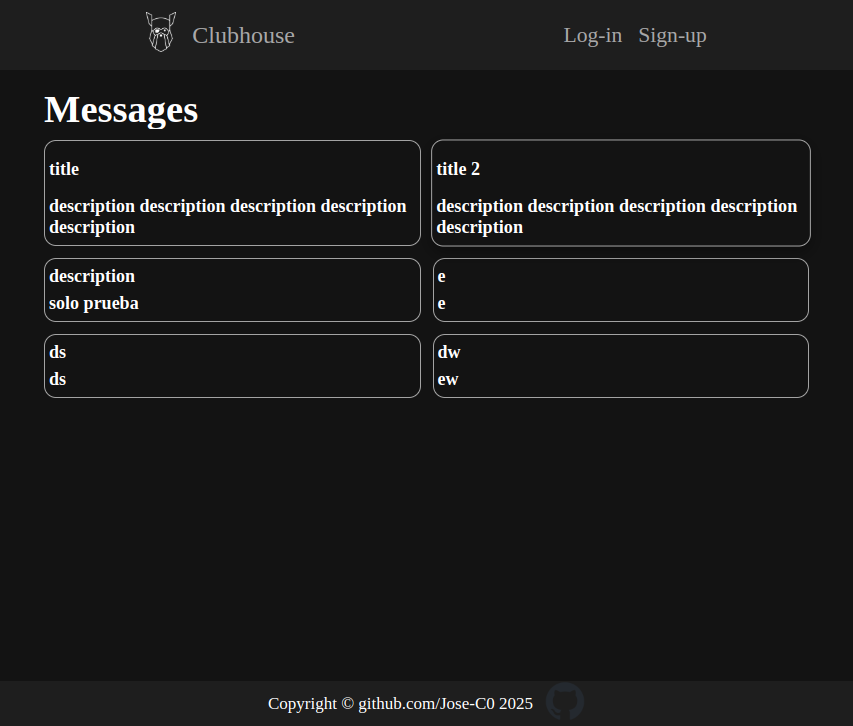 Clubhouse
Log-in Sign-up
Messages
title
description description description description
description
title 2
description description description description
description
description
solo prueba
e
e
ds
ds
dw
ew
Copyright © github.com/Jose-C0 2025